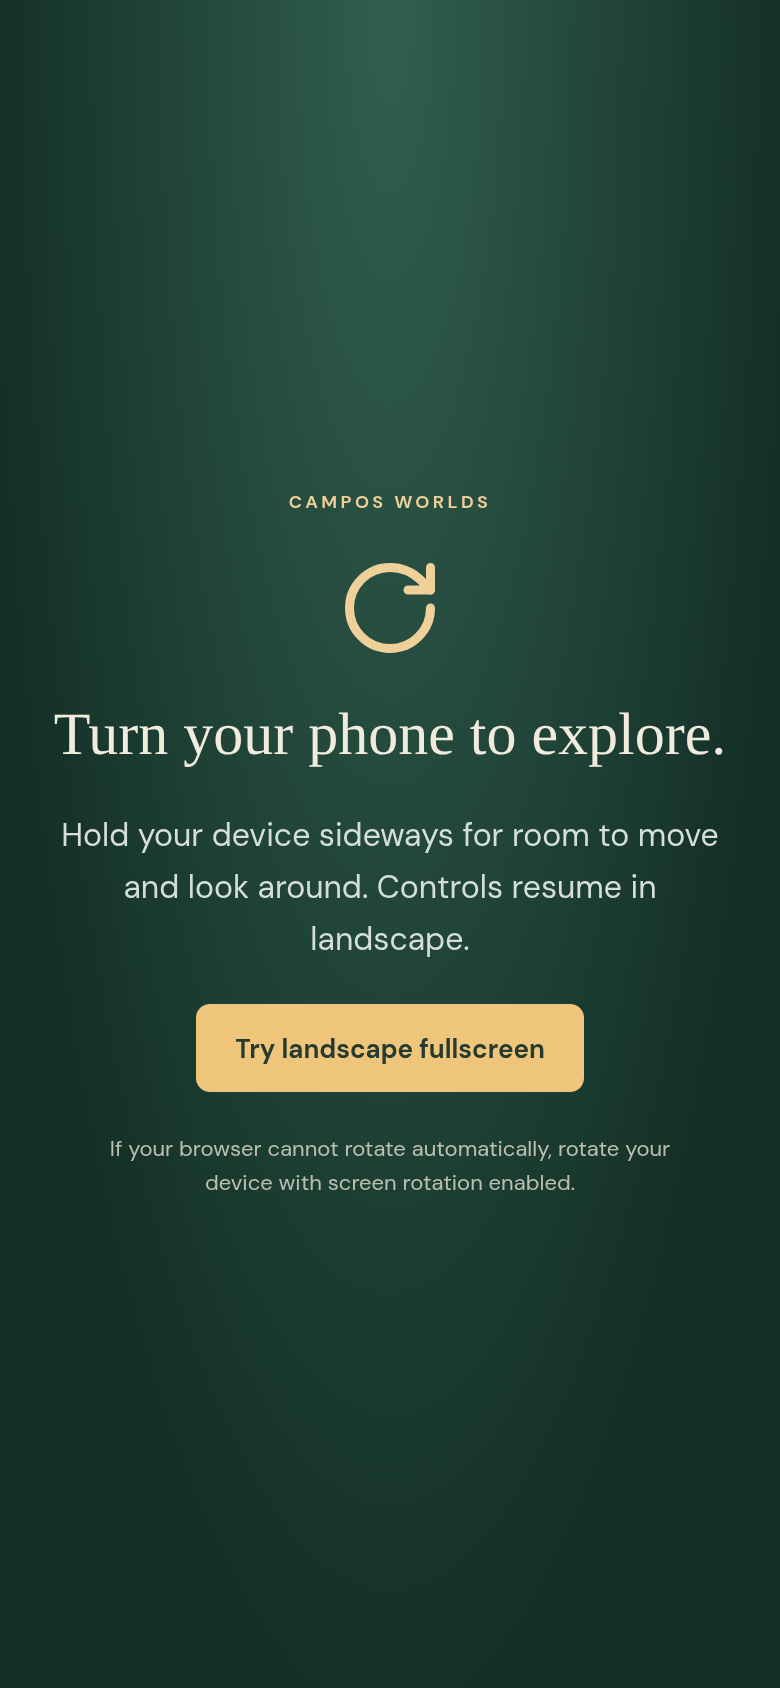 CAMPOS WORLDS
Turn your phone to explore.
Hold your device sideways for room to move
and look around. Controls resume in
landscape.
Try landscape fullscreen
If your browser cannot rotate automatically, rotate your
device with screen rotation enabled.